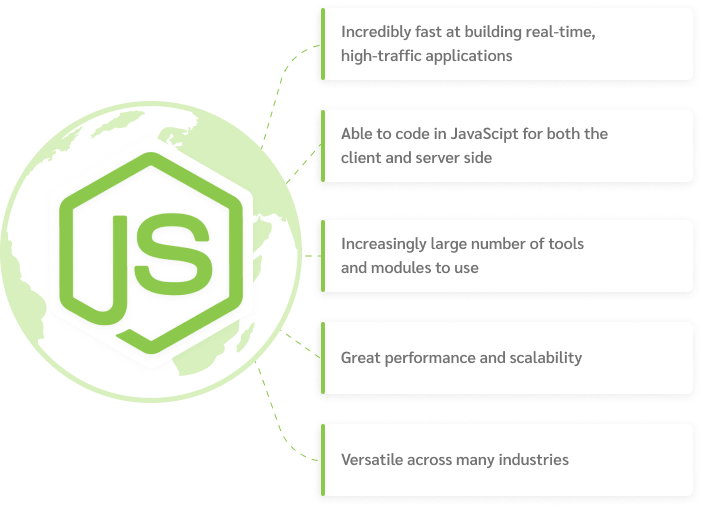 Incredibly fast at building real-time,
high-traffic applications
Able to code in JavaScipt for both the
client and server side
JS
Increasingly large number of tools
and modules to use
Great performance and scalability
Versatile across many industries